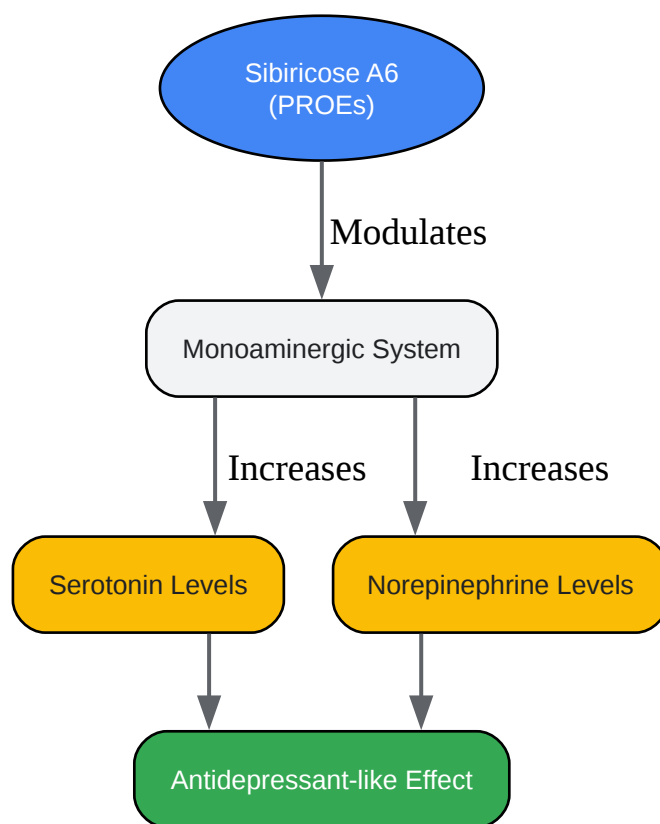 Sibiricose A6
(PROEs)
Modulates
Monoaminergic System
Increases
Increases
Serotonin Levels
Norepinephrine Levels
Antidepressant-like Effect